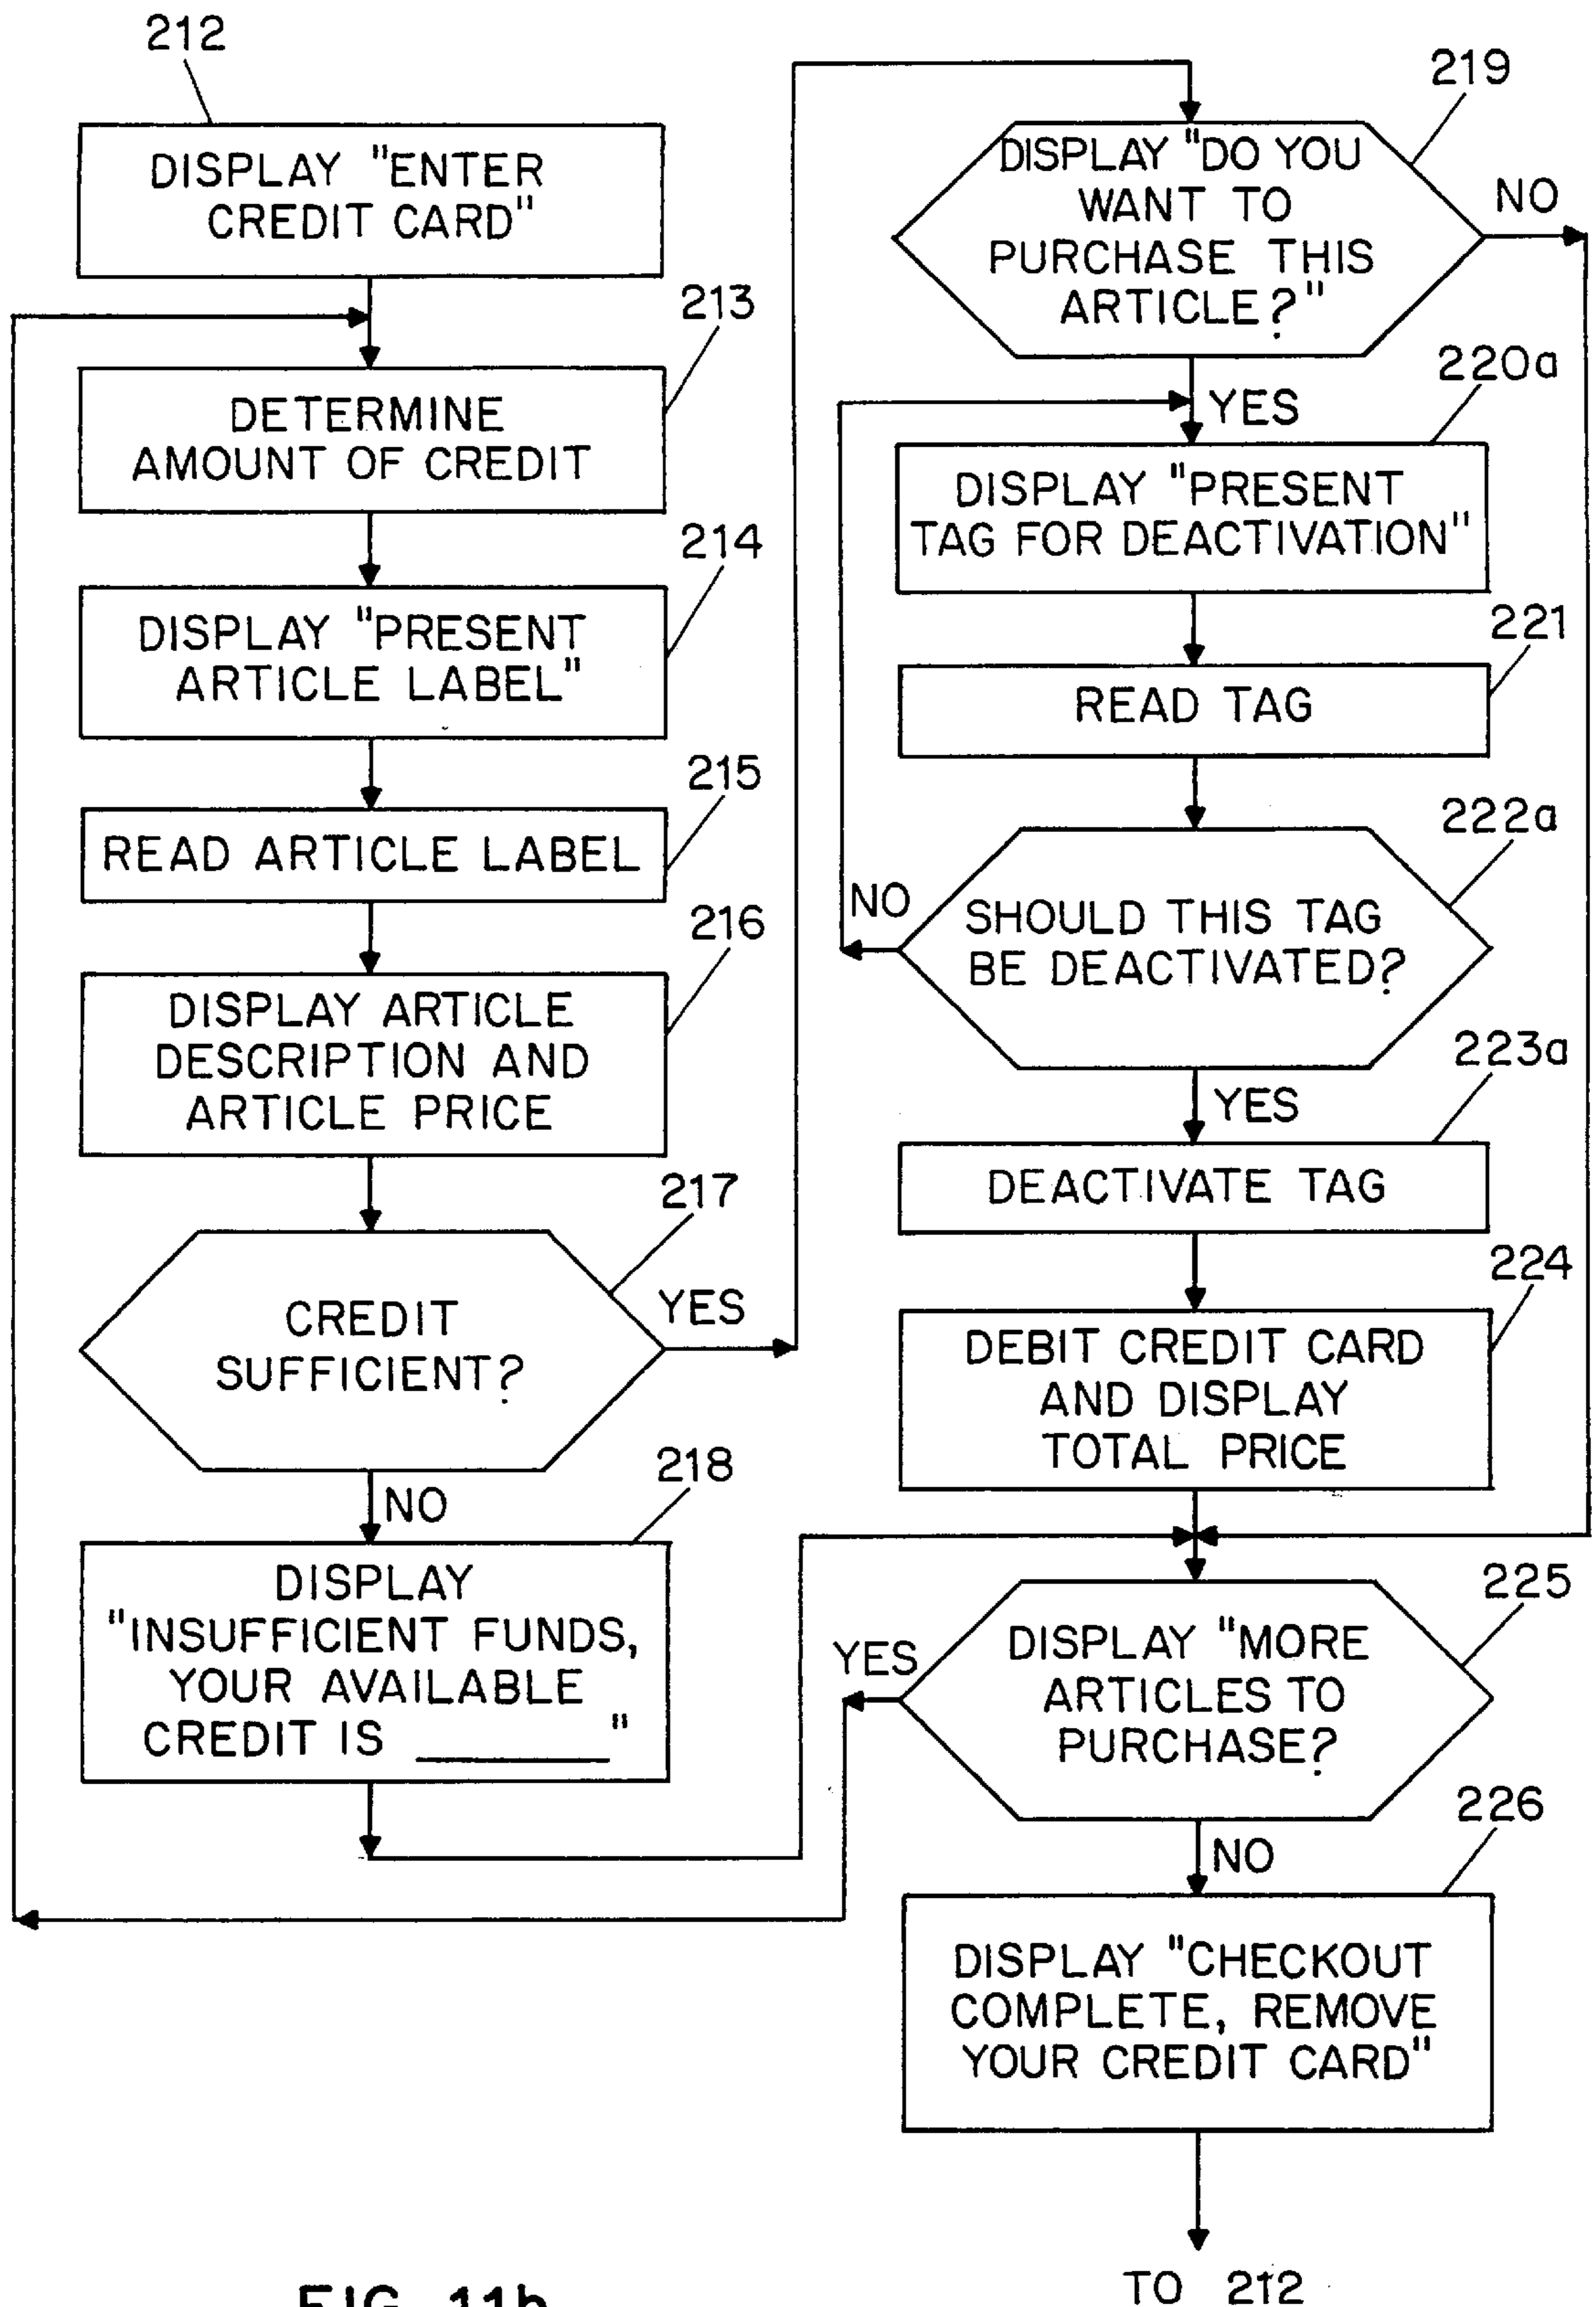 212
DISPLAY "ENTER
CREDIT CARD"
213
DETERMINE
AMOUNT OF CREDIT
214
DISPLAY "PRESENT
ARTICLE LABEL"
215
READ ARTICLE LABEL
216
DISPLAY ARTICLE
DESCRIPTION AND
ARTICLE PRICE
217
CREDIT
SUFFICIENT?
YES
NO
218
DISPLAY
"INSUFFICIENT FUNDS,
YOUR AVAILABLE
CREDIT IS ________"
219
DISPLAY "DO YOU
WANT TO
PURCHASE THIS
ARTICLE?"
NO
YES
220a
DISPLAY "PRESENT
TAG FOR DEACTIVATION"
221
READ TAG
222a
SHOULD THIS TAG
BE DEACTIVATED?
NO
YES
223a
DEACTIVATE TAG
224
DEBIT CREDIT CARD
AND DISPLAY
TOTAL PRICE
225
DISPLAY "MORE
ARTICLES TO
PURCHASE?
YES
NO
226
DISPLAY "CHECKOUT
COMPLETE, REMOVE
YOUR CREDIT CARD"
TO 212
FIG. 11b